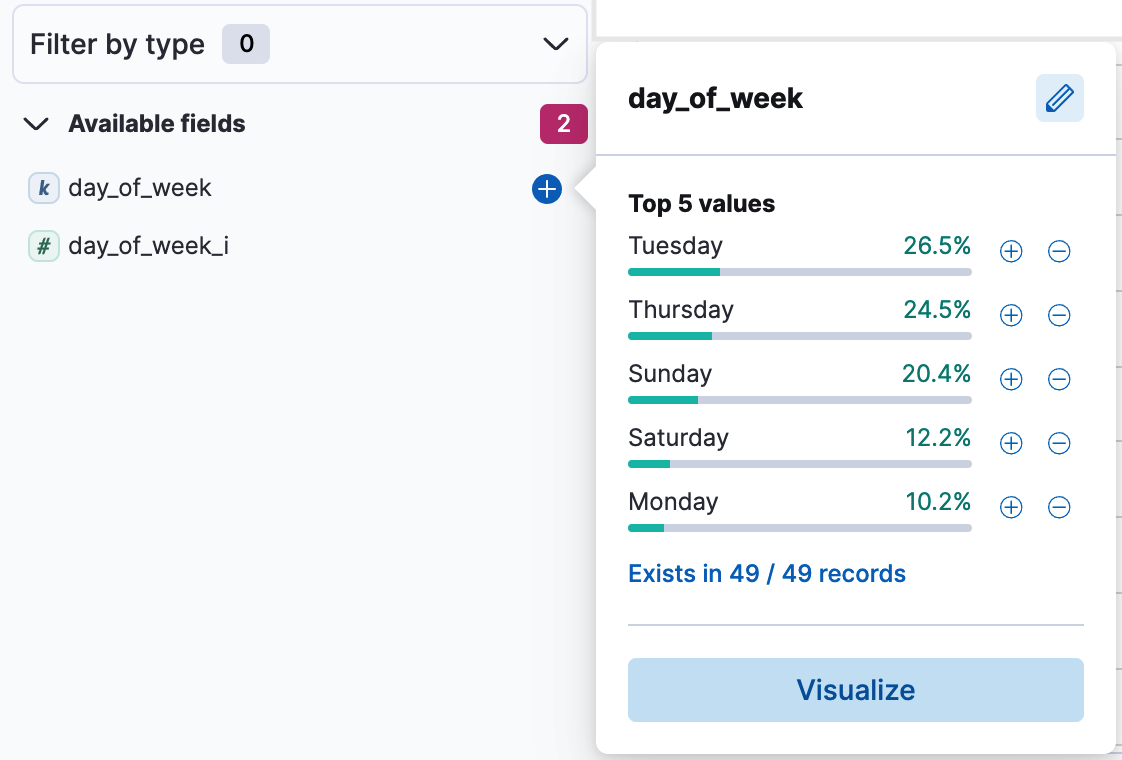 Filter by type 0
Available fields 2
k day_of_week
# day_of_week_i
day_of_week
Top 5 values
Tuesday 26.5%
Thursday 24.5%
Sunday 20.4%
Saturday 12.2%
Monday 10.2%
Exists in 49 / 49 records
Visualize